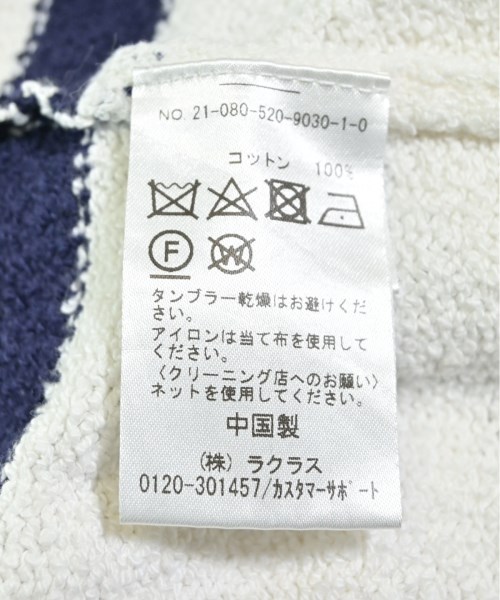 NO. 21-080-520-9030-1-0
コットン 100%
F W
タンブラー乾燥はお避けくだ
さい。
アイロンは当て布を使用して
ください。
〈クリーニング店へのお願い〉
ネットを使用してください。
中国製
(株) ラクラス
0120-301457/カスタマーサポート